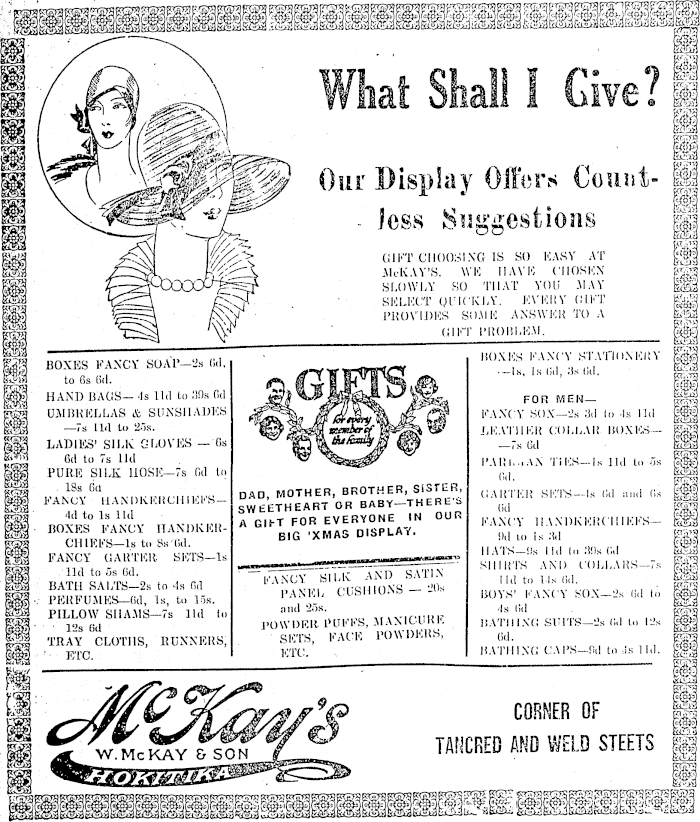 What Shall I Give?
Our Display Offers Count-
less Suggestions
GIFT CHOOSING IS SO EASY AT
McKAY'S. WE HAVE CHOSEN
SLOWLY SO THAT YOU MAY
SELECT QUICKLY. EVERY GIFT
PROVIDES SOME ANSWER TO A
GIFT PROBLEM.
BOXES FANCY SOAP—2s 6d,
to 6s 6d.
HAND BAGS— 4s 11d to 39s 6d
UMBRELLAS & SUNSHADES
—7s 11d to 25s.
LADIES' SILK GLOVES — 6s
6d to 7s 11d
PURE SILK HOSE—7s 6d to
18s 6d
FANCY HANDKERCHIEFS—
4d to 1s 11d
BOXES FANCY HANDKER-
CHIEFS—1s to 8s 6d.
FANCY GARTER SETS—1s
11d to 5s 6d.
BATH SALTS—2s to 4s 6d
PERFUMES—6d, 1s, to 15s.
PILLOW SHAMS—7s 11d to
12s 6d
TRAY CLOTHS, RUNNERS,
ETC.
GIFTS
for every
member of
the family
DAD, MOTHER, BROTHER, SISTER,
SWEETHEART OR BABY—THERE'S
A GIFT FOR EVERYONE IN OUR
BIG 'XMAS DISPLAY.
FANCY SILK AND SATIN
PANEL CUSHIONS — 20s
and 25s.
POWDER PUFFS, MANICURE
SETS, FACE POWDERS,
ETC.
BOXES FANCY STATIONERY
—1s, 1s 6d, 3s 6d.
FOR MEN—
FANCY SOX—2s 3d to 4s 11d
LEATHER COLLAR BOXES—
—7s 6d
PARISIAN TIES—1s 11d to 5s
6d.
GARTER SETS—4s 6d and 6s
6d
FANCY HANDKERCHIEFS—
9d to 1s 3d
HATS—9s 11d to 39s 6d
SHIRTS AND COLLARS—7s
11d to 14s 6d.
BOYS' FANCY SOX—2s 6d to
4s 6d
BATHING SUITS—2s 6d to 12s
6d.
BATHING CAPS—9d to 4s 11d.
McKay's
W. McKAY & SON
HOKITIKA
CORNER OF
TANCRED AND WELD STEETS